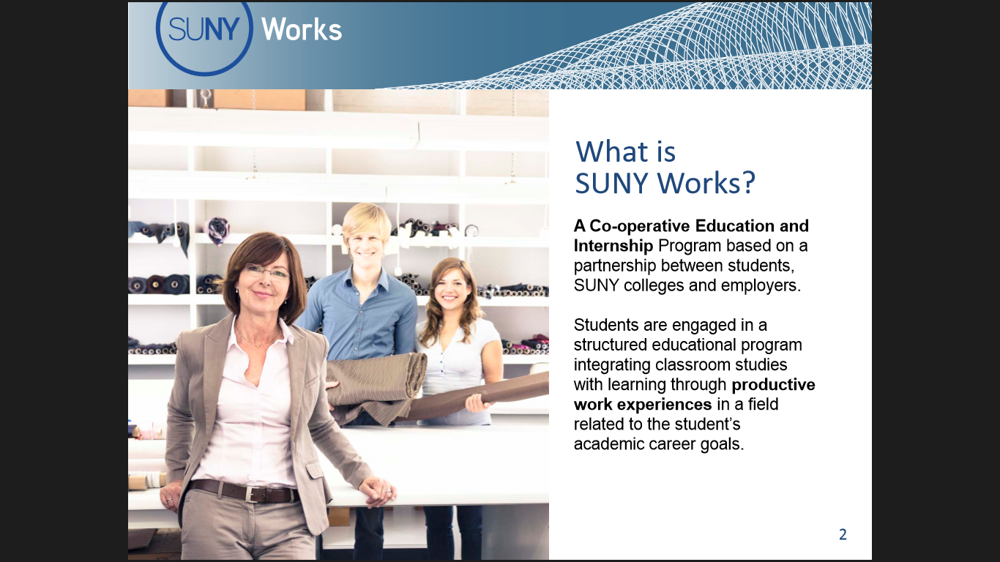 SUNY Works
What is
SUNY Works?
A Co-operative Education and
Internship Program based on a
partnership between students,
SUNY colleges and employers.
Students are engaged in a
structured educational program
integrating classroom studies
with learning through productive
work experiences in a field
related to the student’s
academic career goals.
2